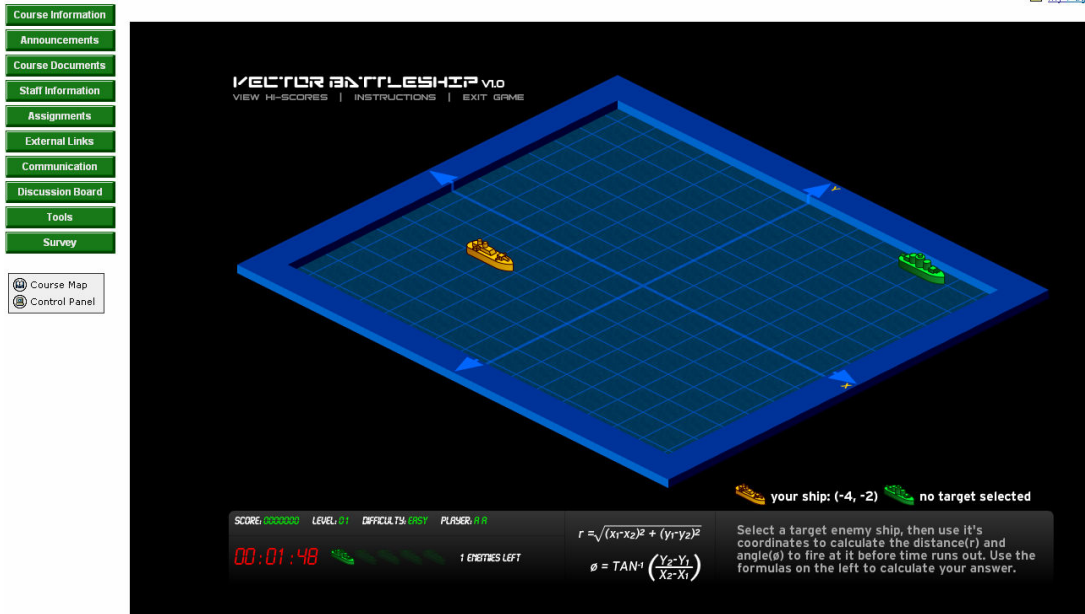 Course Information
Announcements
Course Documents
Staff Information
Assignments
External Links
Communication
Discussion Board
Tools
Survey
Course Map
Control Panel
VECTOR BATTLESHIP V1.0
VIEW HI-SCORES | INSTRUCTIONS | EXIT GAME
Y
X
your ship: (-4, -2) no target selected
SCORE: 0000000 LEVEL: 01 DIFFICULTY: EASY PLAYER: A A
00:01:48 1 ENEMIES LEFT
r =√(x₁-x₂)² + (y₁-y₂)²
ø = TAN⁻¹ (Y₂-Y₁/X₂-X₁)
Select a target enemy ship, then use it's
coordinates to calculate the distance(r) and
angle(ø) to fire at it before time runs out. Use the
formulas on the left to calculate your answer.